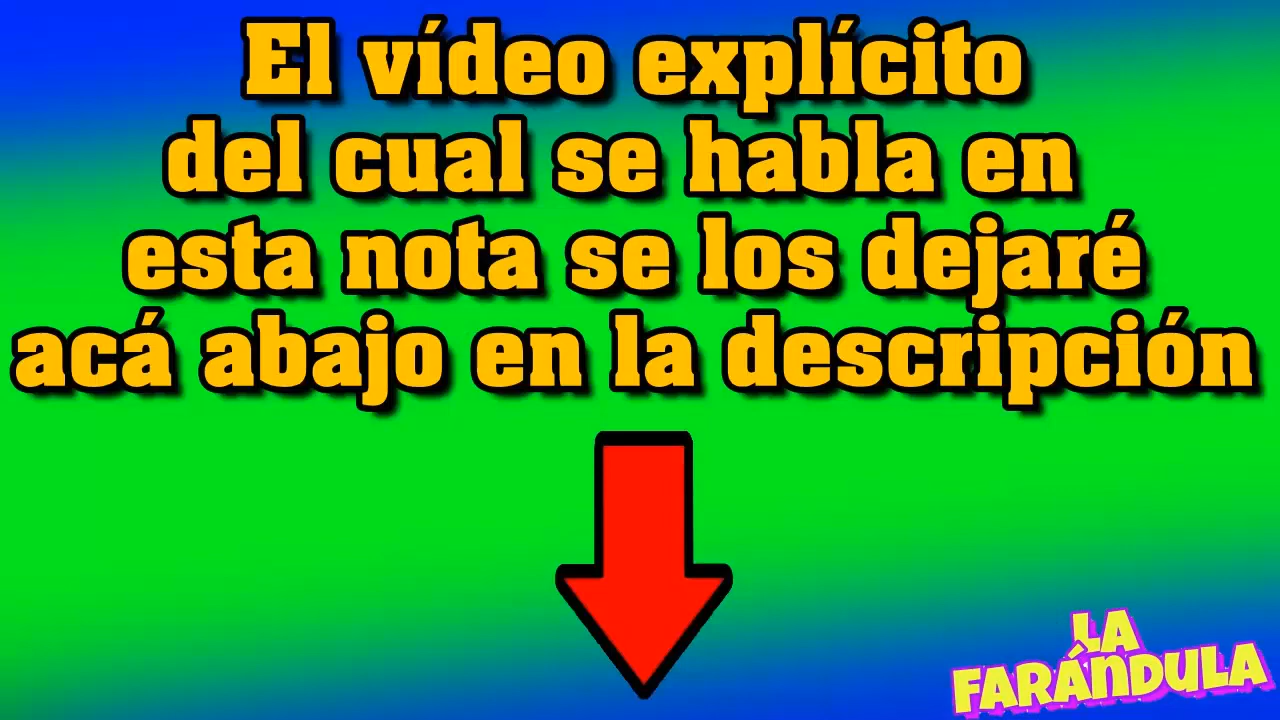 El vídeo explícito
del cual se habla en
esta nota se los dejaré
acá abajo en la descripción
LA
FARÁNDULA